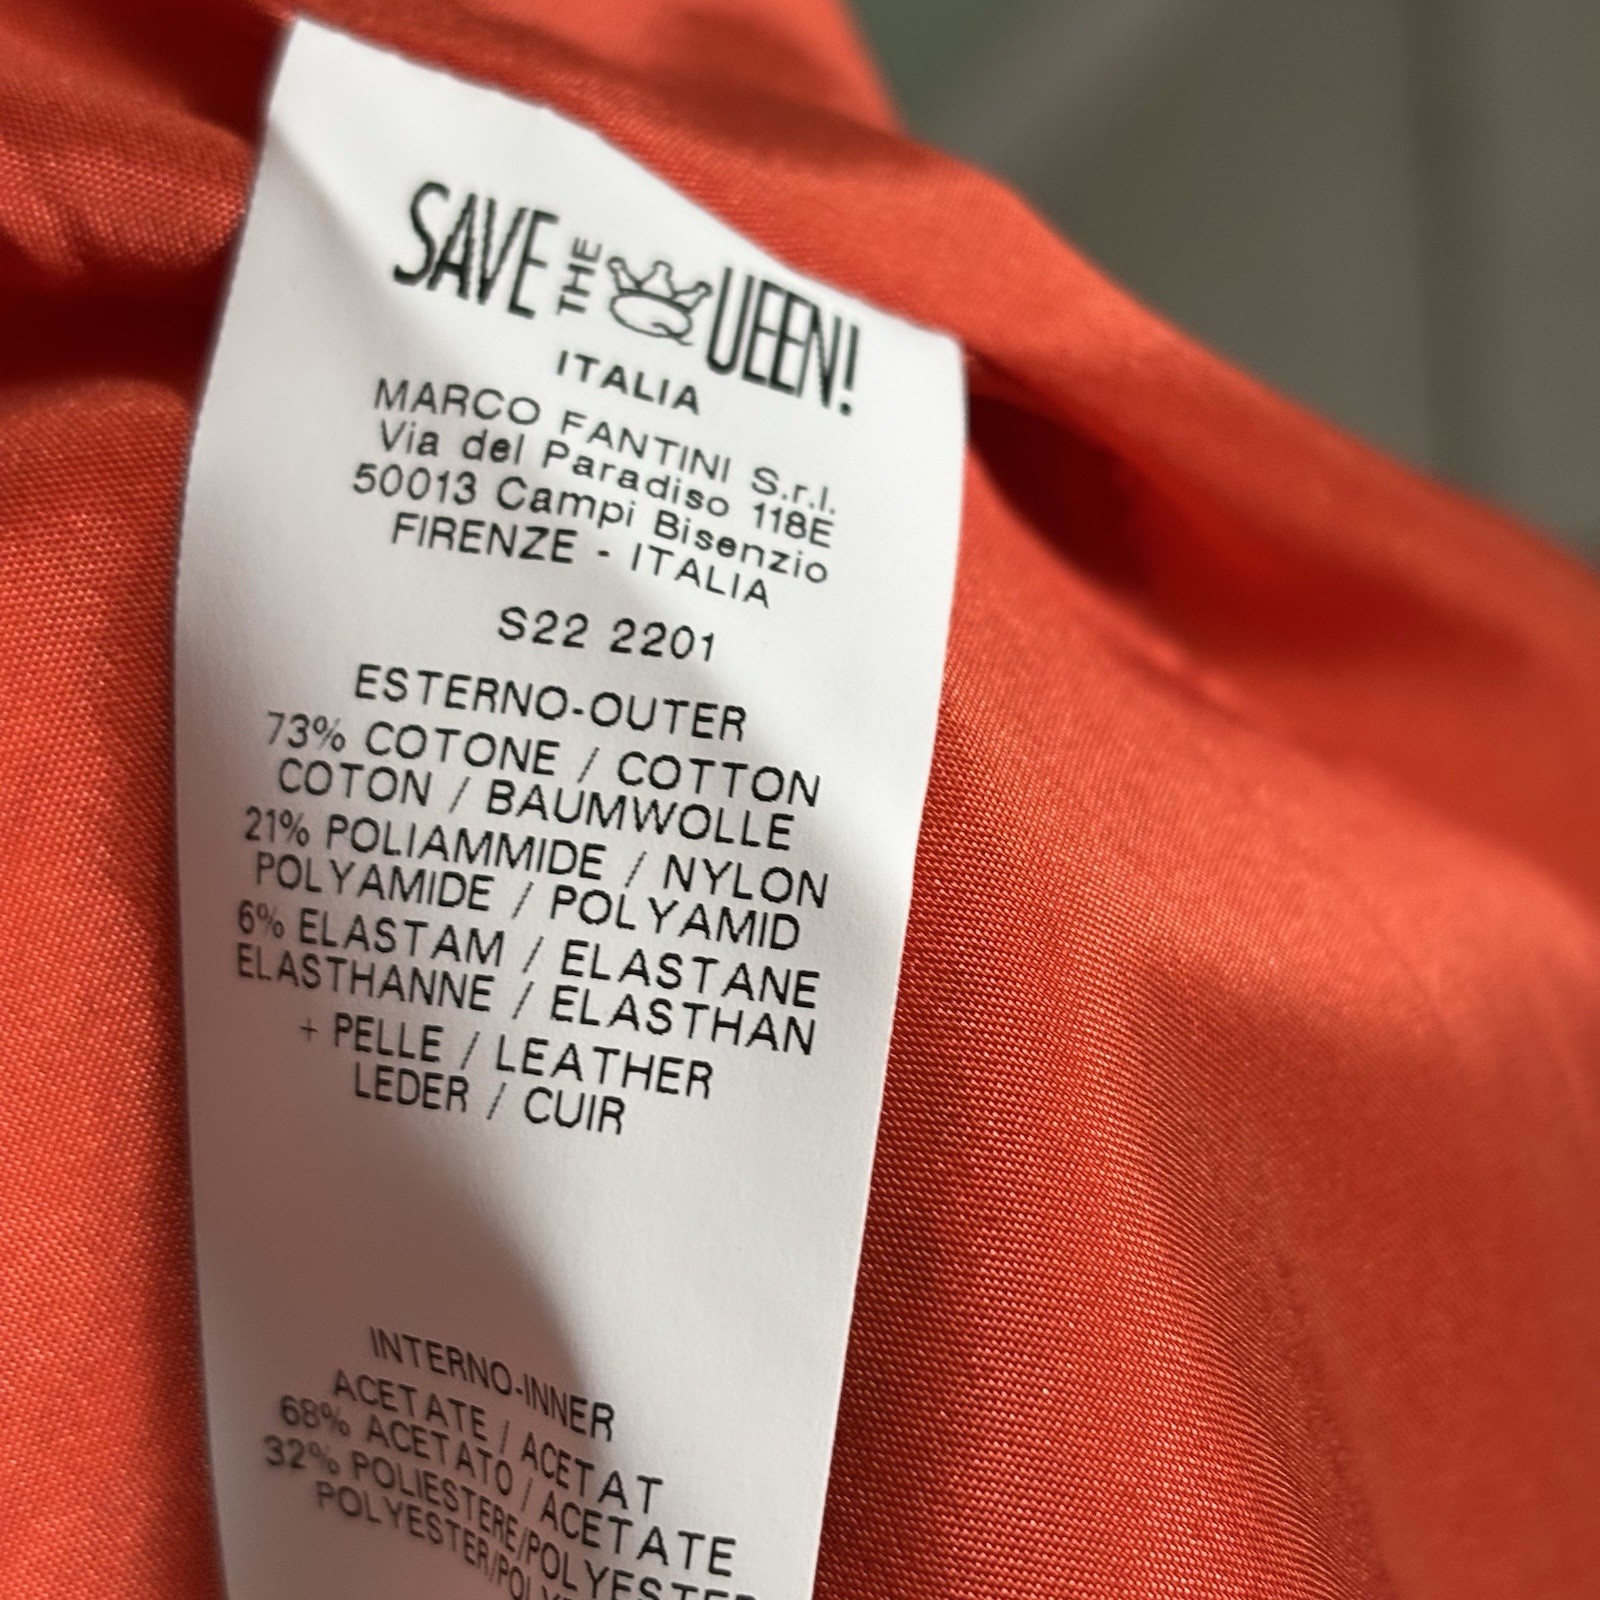 SAVE THE QUEEN!
ITALIA
MARCO FANTINI S.r.l.
Via del Paradiso 118E
50013 Campi Bisenzio
FIRENZE - ITALIA
S22 2201
ESTERNO-OUTER
73% COTONE / COTTON
COTON / BAUMWOLLE
21% POLIAMMIDE / NYLON
POLYAMIDE / POLYAMID
6% ELASTAM / ELASTANE
ELASTHANNE / ELASTHAN
+ PELLE / LEATHER
LEDER / CUIR
INTERNO-INNER
ACETATE / ACETAT
68% ACETATO / ACETATE
32% POLIESTERE/POLYESTER
POLYESTER/